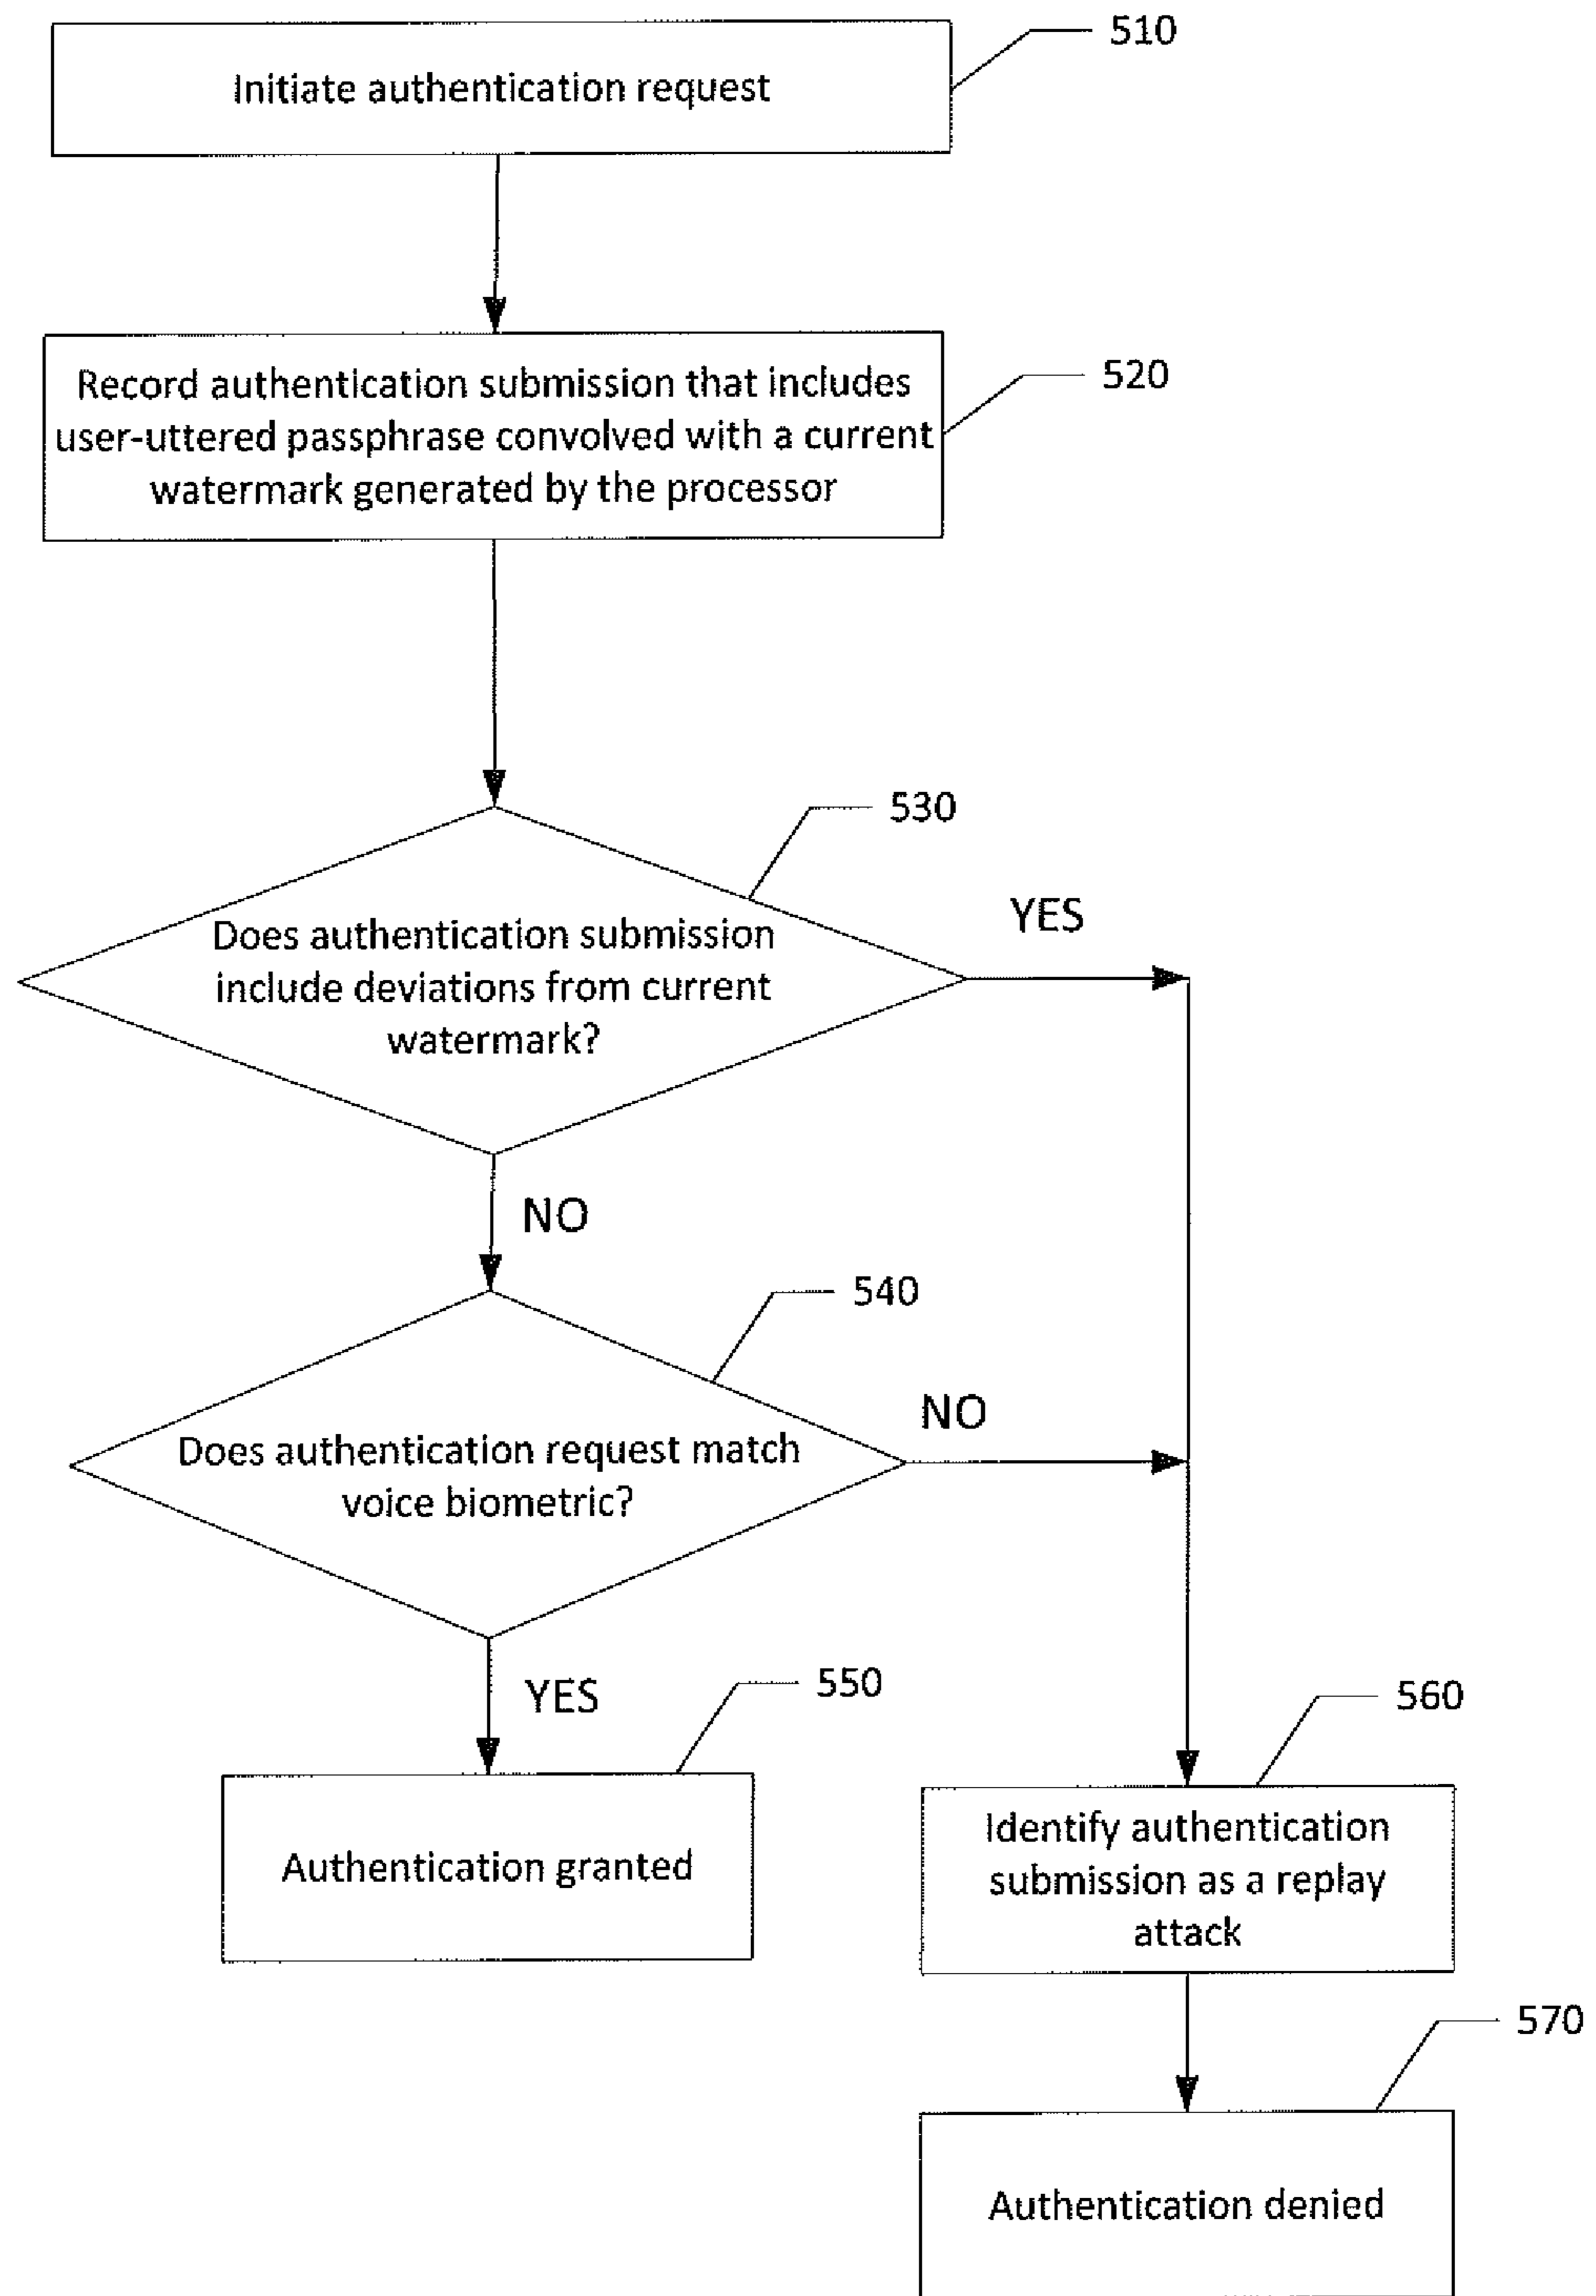 510
Initiate authentication request
520
Record authentication submission that includes
user-uttered passphrase convolved with a current
watermark generated by the processor
530
YES
Does authentication submission
include deviations from current
watermark?
NO
540
NO
Does authentication request match
voice biometric?
YES
550
560
Authentication granted
Identify authentication
submission as a replay
attack
570
Authentication denied